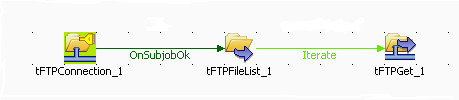 OnSubjobOk
Iterate
tFTPConnection_1
tFTPFileList_1
tFTPGet_1